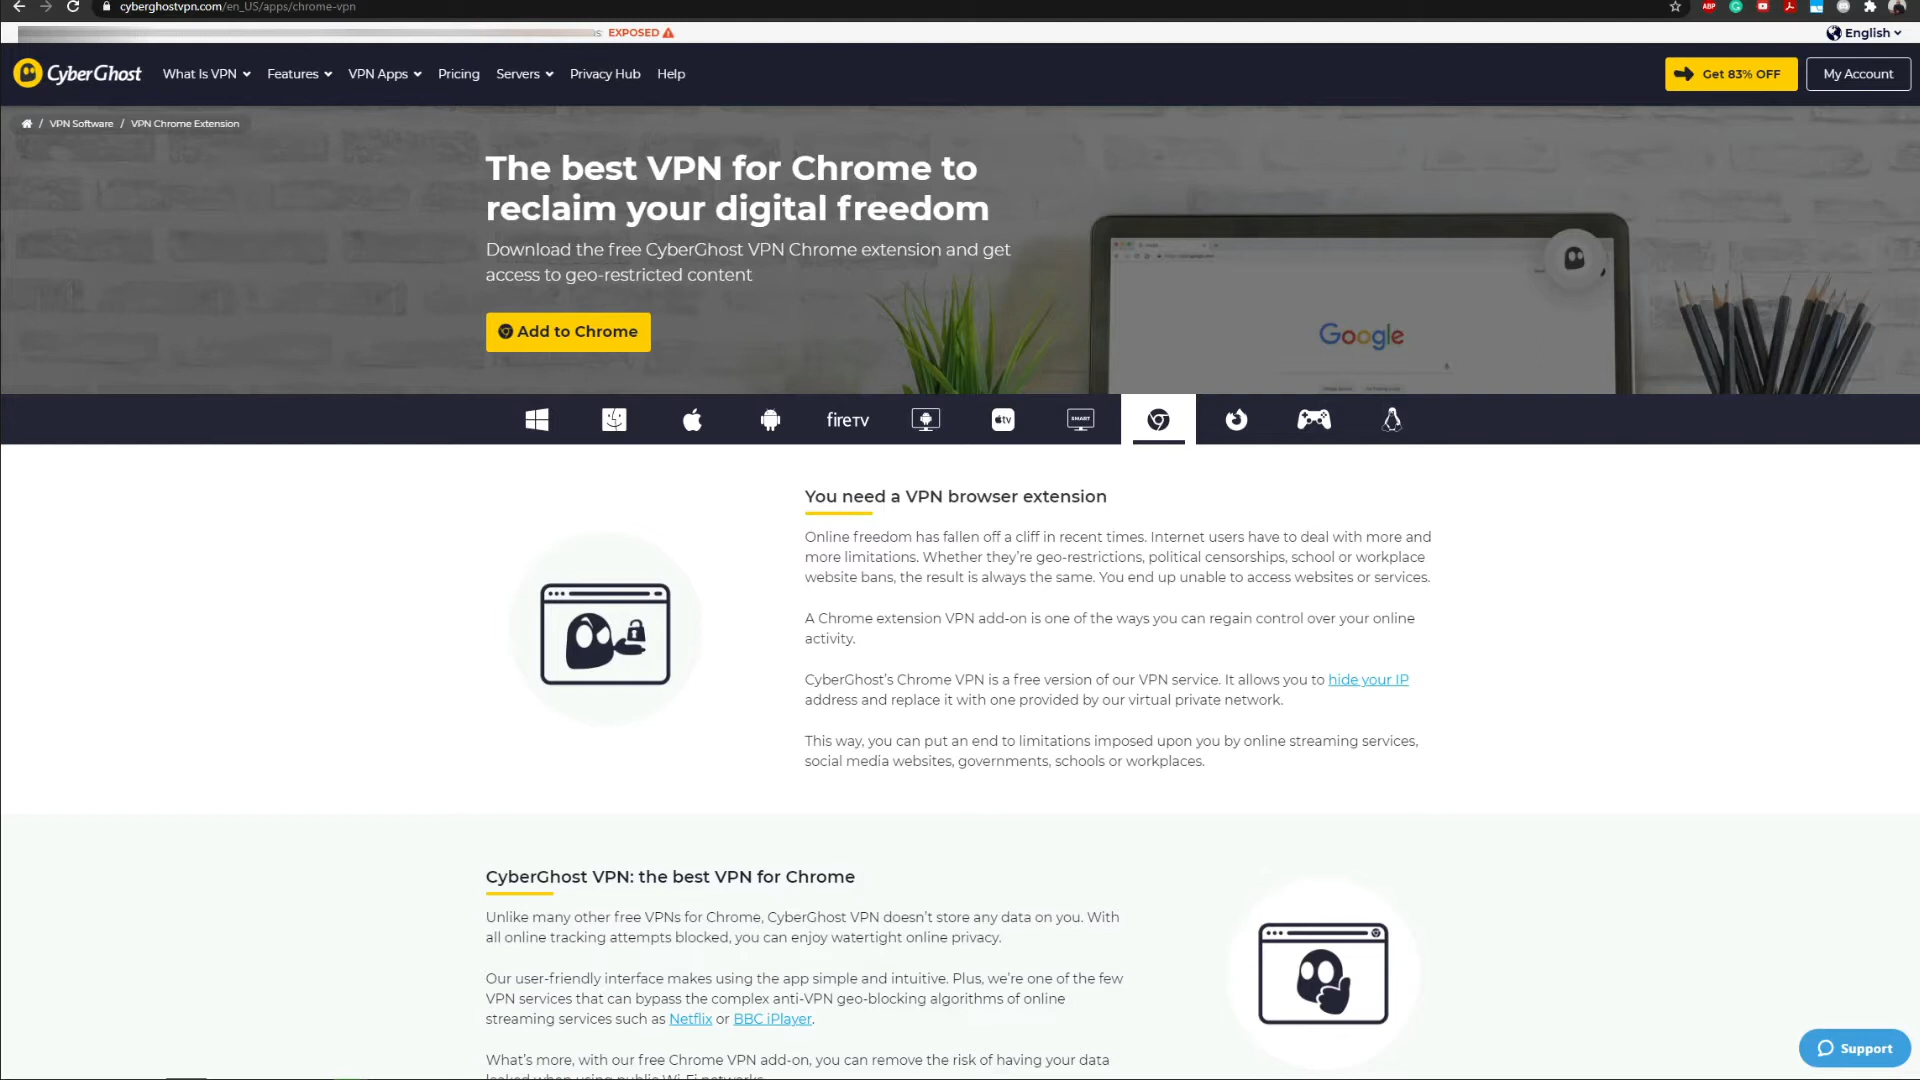 cyberghostvpn.com/en_US/apps/chrome-vpn
ABP
EXPOSED
English
CyberGhost
What Is VPN
Features
VPN Apps
Pricing
Servers
Privacy Hub
Help
Get 83% OFF
My Account
/ VPN Software / VPN Chrome Extension
The best VPN for Chrome to
reclaim your digital freedom
Download the free CyberGhost VPN Chrome extension and get
access to geo-restricted content
Add to Chrome
Google
fireTV
tv
SMART
You need a VPN browser extension
Online freedom has fallen off a cliff in recent times. Internet users have to deal with more and
more limitations. Whether they’re geo-restrictions, political censorships, school or workplace
website bans, the result is always the same. You end up unable to access websites or services.
A Chrome extension VPN add-on is one of the ways you can regain control over your online
activity.
CyberGhost’s Chrome VPN is a free version of our VPN service. It allows you to hide your IP
address and replace it with one provided by our virtual private network.
This way, you can put an end to limitations imposed upon you by online streaming services,
social media websites, governments, schools or workplaces.
CyberGhost VPN: the best VPN for Chrome
Unlike many other free VPNs for Chrome, CyberGhost VPN doesn’t store any data on you. With
all online tracking attempts blocked, you can enjoy watertight online privacy.
Our user-friendly interface makes using the app simple and intuitive. Plus, we’re one of the few
VPN services that can bypass the complex anti-VPN geo-blocking algorithms of online
streaming services such as Netflix or BBC iPlayer.
What’s more, with our free Chrome VPN add-on, you can remove the risk of having your data
leaked when using public Wi-Fi networks.
Support